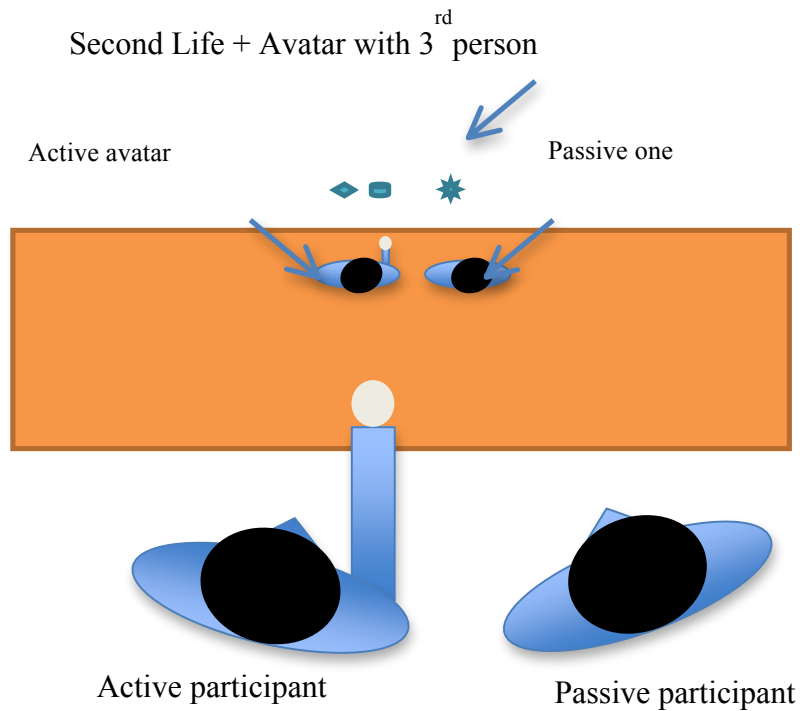 Second Life + Avatar with 3rd person
Active avatar
Passive one
Active participant
Passive participant